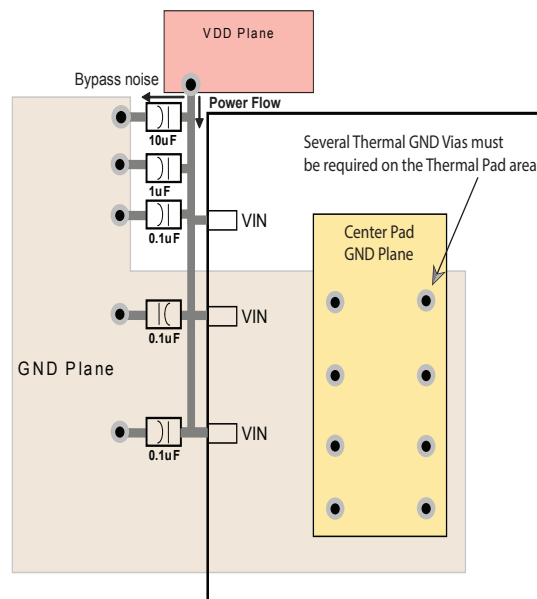 VDD Plane
Bypass noise
Power Flow
10uF
Several Thermal GND Vias must
be required on the Thermal Pad area
1uF
0.1uF
VIN
Center Pad
GND Plane
0.1uF
VIN
GND Plane
0.1uF
VIN